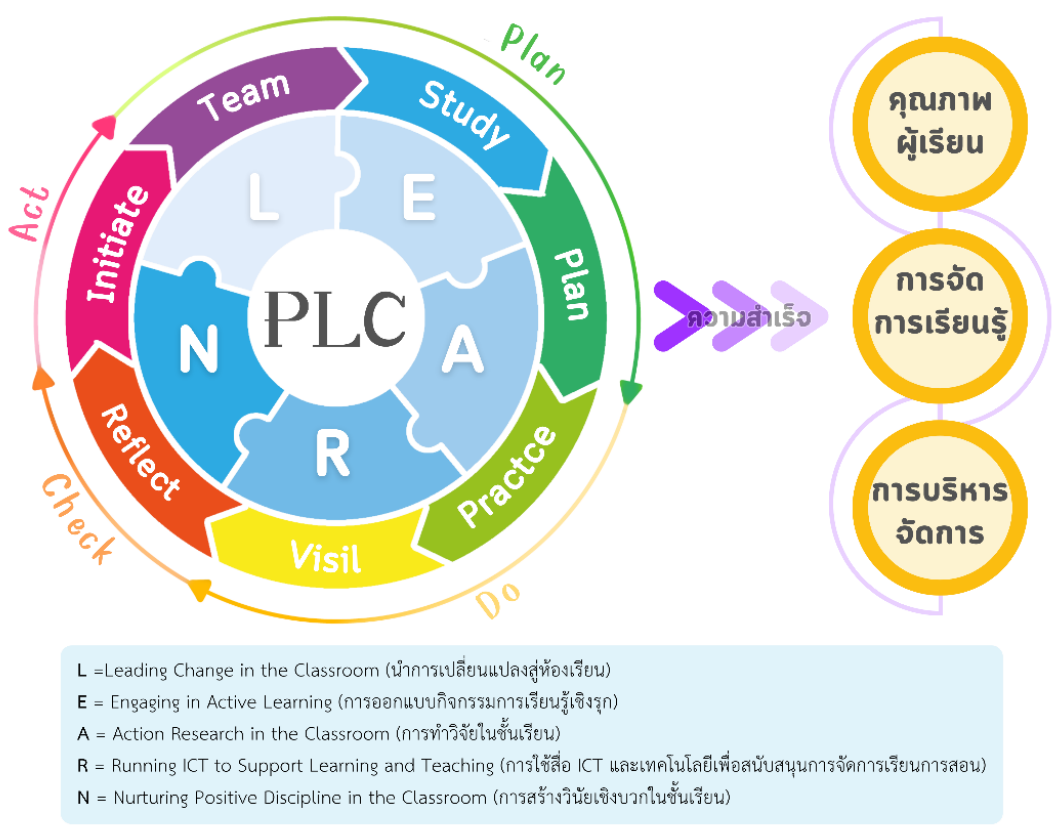 Plan
Do
Check
Act
Team
Study
Plan
Practce
Visil
Reflect
Initiate
L
E
A
R
N
PLC
ความสำเร็จ
คุณภาพ
ผู้เรียน
การจัด
การเรียนรู้
การบริหาร
จัดการ
L =Leading Change in the Classroom (นำการเปลี่ยนแปลงสู่ห้องเรียน)
E = Engaging in Active Learning (การออกแบบกิจกรรมการเรียนรู้เชิงรุก)
A = Action Research in the Classroom (การทำวิจัยในชั้นเรียน)
R = Running ICT to Support Learning and Teaching (การใช้สื่อ ICT และเทคโนโลยีเพื่อสนับสนุนการจัดการเรียนการสอน)
N = Nurturing Positive Discipline in the Classroom (การสร้างวินัยเชิงบวกในชั้นเรียน)